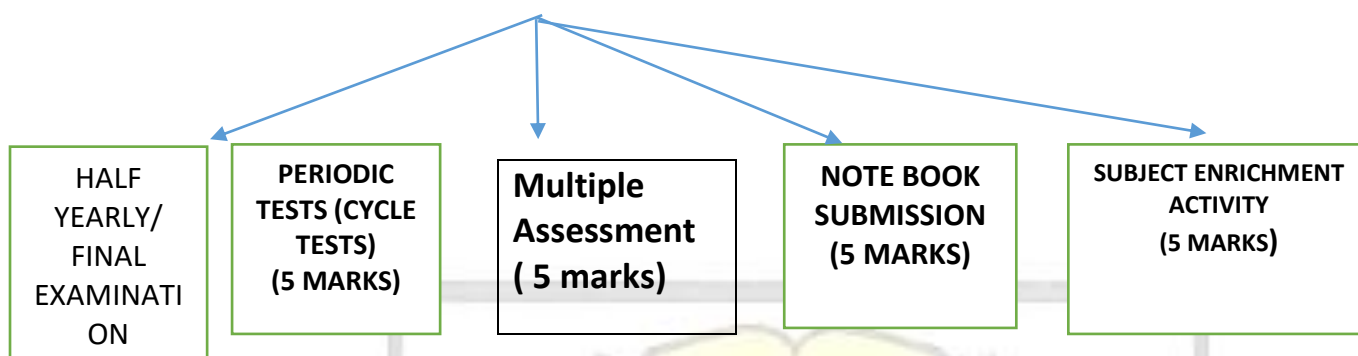 HALF
YEARLY/
FINAL
EXAMINATI
ON
PERIODIC
TESTS (CYCLE
TESTS)
(5 MARKS)
Multiple
Assessment
( 5 marks)
NOTE BOOK
SUBMISSION
(5 MARKS)
SUBJECT ENRICHMENT
ACTIVITY
(5 MARKS)